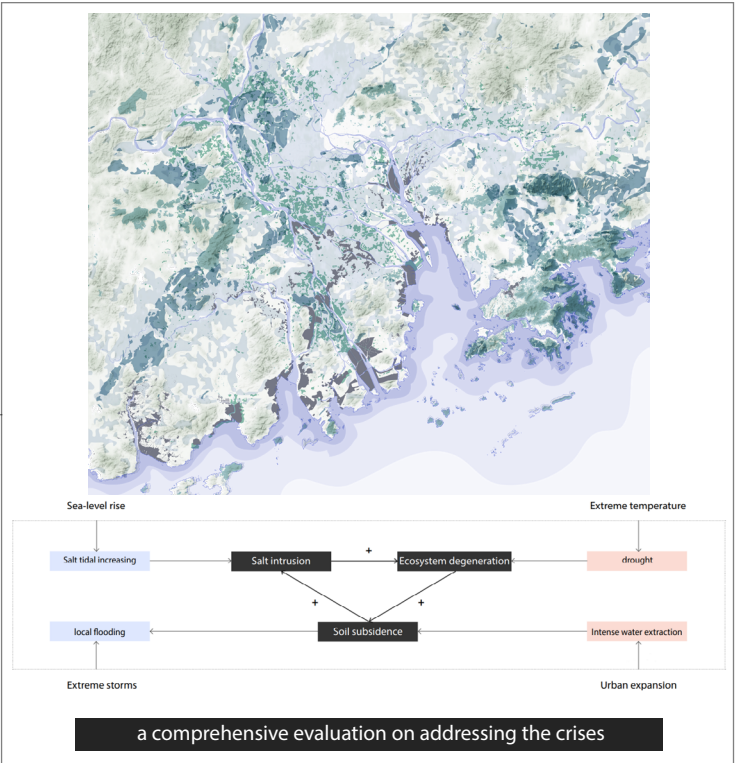 Sea-level rise
Extreme temperature
Salt tidal increasing
Salt intrusion
+
Ecosystem degeneration
drought
+
+
local flooding
Soil subsidence
Intense water extraction
Extreme storms
Urban expansion
a comprehensive evaluation on addressing the crises